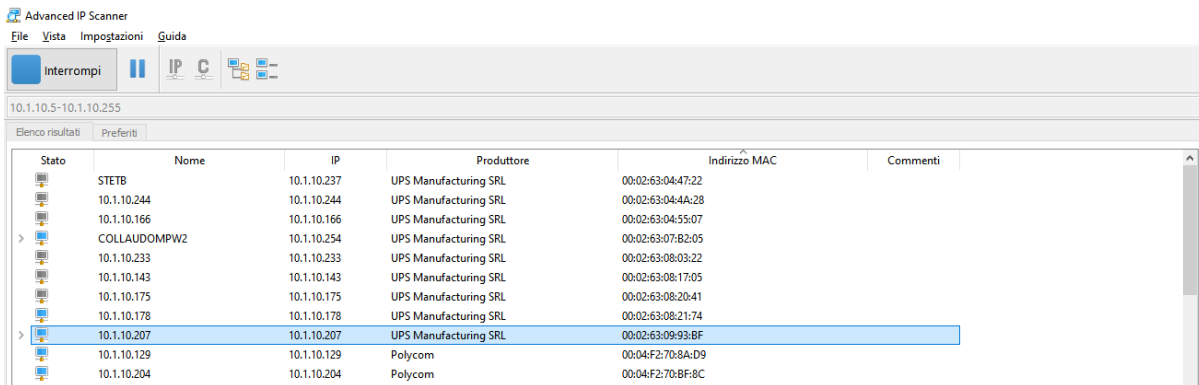 Advanced IP Scanner
File Vista Impostazioni Guida
Interrompi IP C
10.1.10.5-10.1.10.255
Elenco risultati Preferiti
Stato Nome IP Produttore Indirizzo MAC Commenti
STETB 10.1.10.237 UPS Manufacturing SRL 00:02:63:04:47:22
10.1.10.244 10.1.10.244 UPS Manufacturing SRL 00:02:63:04:4A:28
10.1.10.166 10.1.10.166 UPS Manufacturing SRL 00:02:63:04:55:07
COLLAUDOMPW2 10.1.10.254 UPS Manufacturing SRL 00:02:63:07:B2:05
10.1.10.233 10.1.10.233 UPS Manufacturing SRL 00:02:63:08:03:22
10.1.10.143 10.1.10.143 UPS Manufacturing SRL 00:02:63:08:17:05
10.1.10.175 10.1.10.175 UPS Manufacturing SRL 00:02:63:08:20:41
10.1.10.178 10.1.10.178 UPS Manufacturing SRL 00:02:63:08:21:74
10.1.10.207 10.1.10.207 UPS Manufacturing SRL 00:02:63:09:93:BF
10.1.10.129 10.1.10.129 Polycom 00:04:F2:70:8A:D9
10.1.10.204 10.1.10.204 Polycom 00:04:F2:70:BF:8C